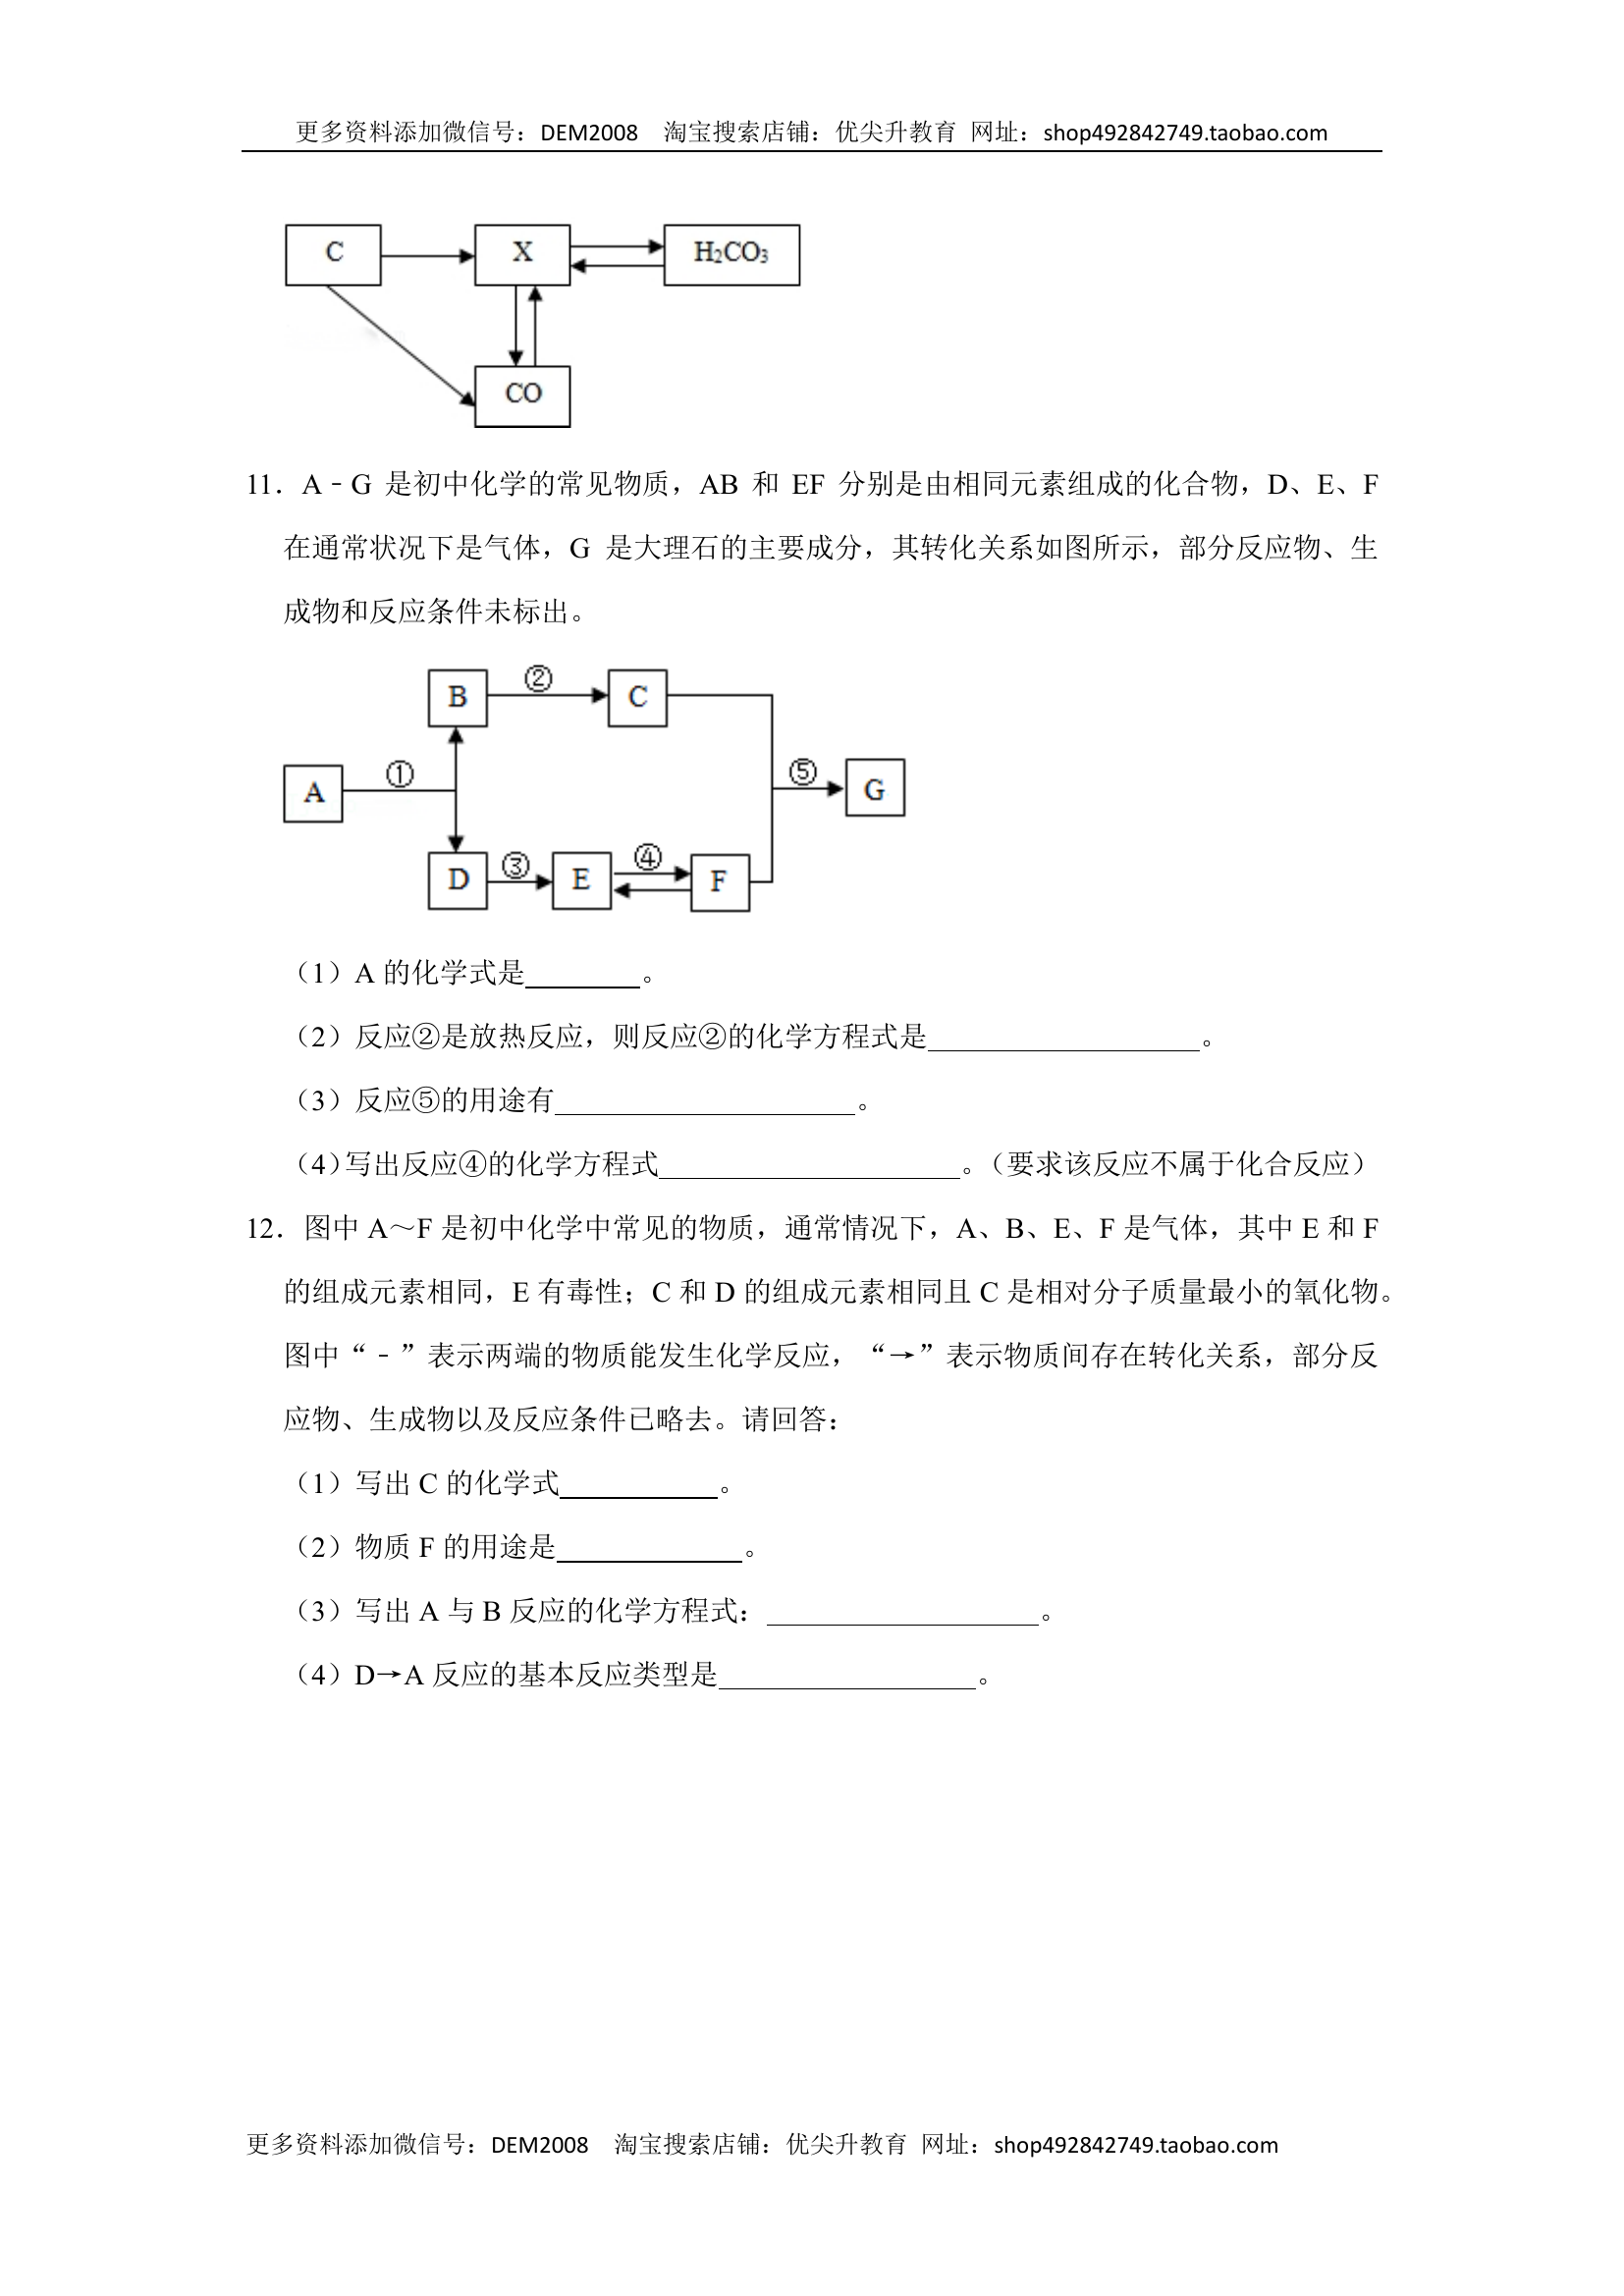 更多资料添加微信号：DEM2008 淘宝搜索店铺：优尖升教育 网址：shop492842749.taobao.com
C X H₂CO₃
CO
11．A﹣G 是初中化学的常见物质，AB 和 EF 分别是由相同元素组成的化合物，D、E、F
在通常状况下是气体，G 是大理石的主要成分，其转化关系如图所示，部分反应物、生
成物和反应条件未标出。
B ② C
A ① ⑤ G
D ③ E ④ F
（1）A 的化学式是________。
（2）反应②是放热反应，则反应②的化学方程式是___________________。
（3）反应⑤的用途有_____________________。
（4）写出反应④的化学方程式_____________________。（要求该反应不属于化合反应）
12．图中 A～F 是初中化学中常见的物质，通常情况下，A、B、E、F 是气体，其中 E 和 F
的组成元素相同，E 有毒性；C 和 D 的组成元素相同且 C 是相对分子质量最小的氧化物。
图中“﹣”表示两端的物质能发生化学反应，“→”表示物质间存在转化关系，部分反
应物、生成物以及反应条件已略去。请回答：
（1）写出 C 的化学式___________。
（2）物质 F 的用途是_____________。
（3）写出 A 与 B 反应的化学方程式：___________________。
（4）D→A 反应的基本反应类型是__________________。
更多资料添加微信号：DEM2008 淘宝搜索店铺：优尖升教育 网址：shop492842749.taobao.com